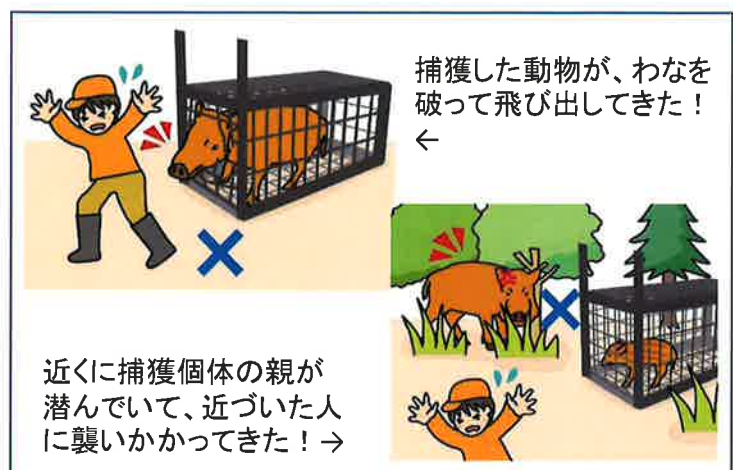 捕獲した動物が、わなを
破って飛び出してきた！
←
近くに捕獲個体の親が
潜んでいて、近づいた人
に襲いかかってきた！→